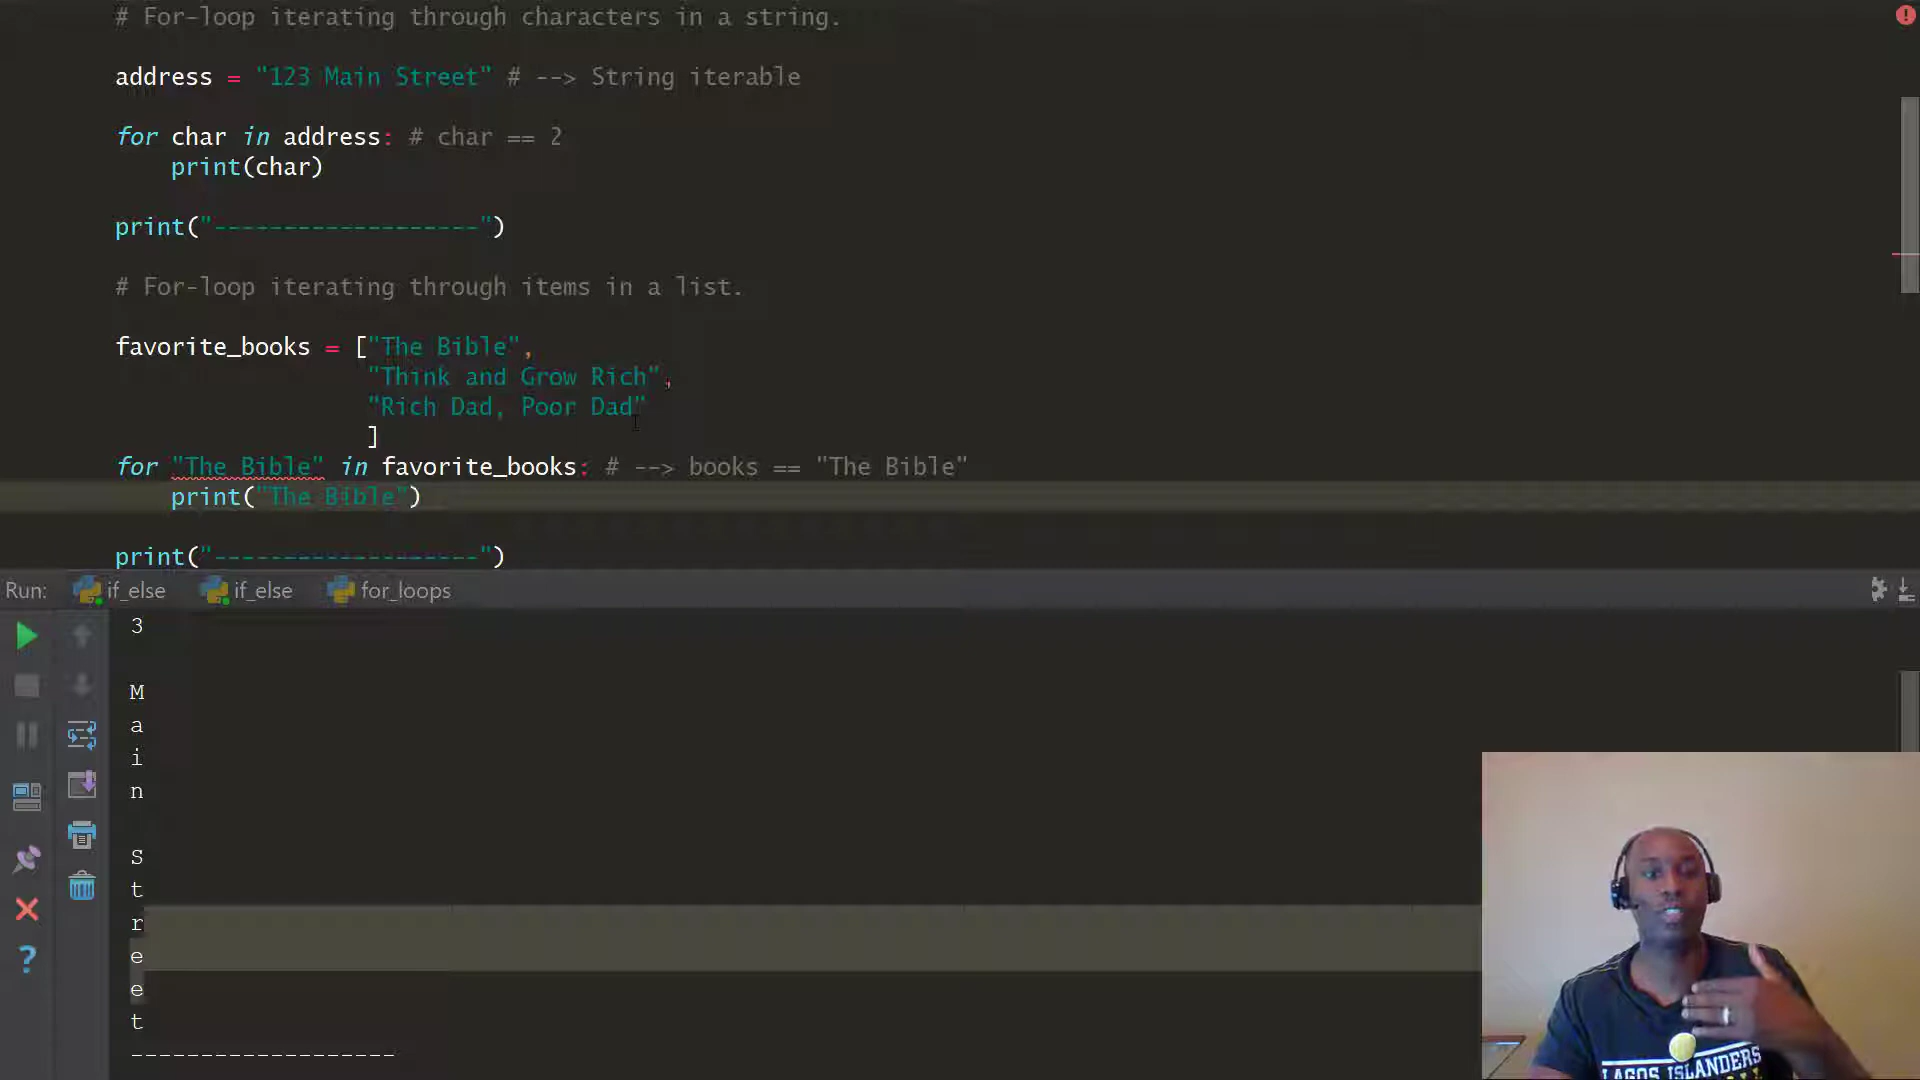 # For-loop iterating through characters in a string.
address = "123 Main Street" # --> String iterable
for char in address: # char == 2
    print(char)
print("-------------------")
# For-loop iterating through items in a list.
favorite_books = ["The Bible",
                  "Think and Grow Rich",
                  "Rich Dad, Poor Dad"
                  ]
for "The Bible" in favorite_books: # --> books == "The Bible"
    print("The Bible")
print("-------------------")
Run: if_else if_else for_loops
3
M
a
i
n
S
t
r
e
e
t
-------------------
LAGOS ISLANDERS